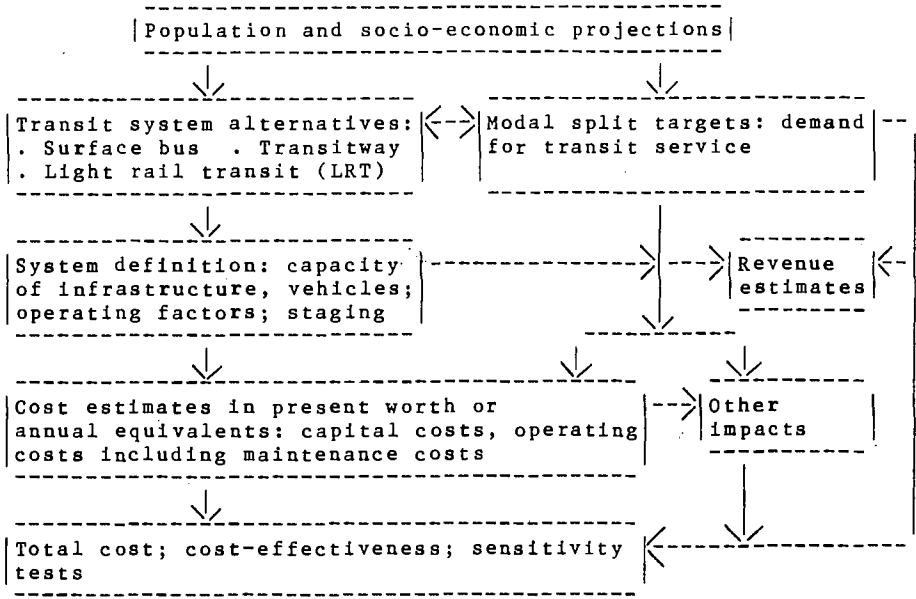 Population and socio-economic projections
Transit system alternatives:
. Surface bus . Transitway
. Light rail transit (LRT)
Modal split targets: demand
for transit service
System definition: capacity
of infrastructure, vehicles;
operating factors; staging
Revenue
estimates
Cost estimates in present worth or
annual equivalents: capital costs, operating
costs including maintenance costs
Other
impacts
Total cost; cost-effectiveness; sensitivity
tests